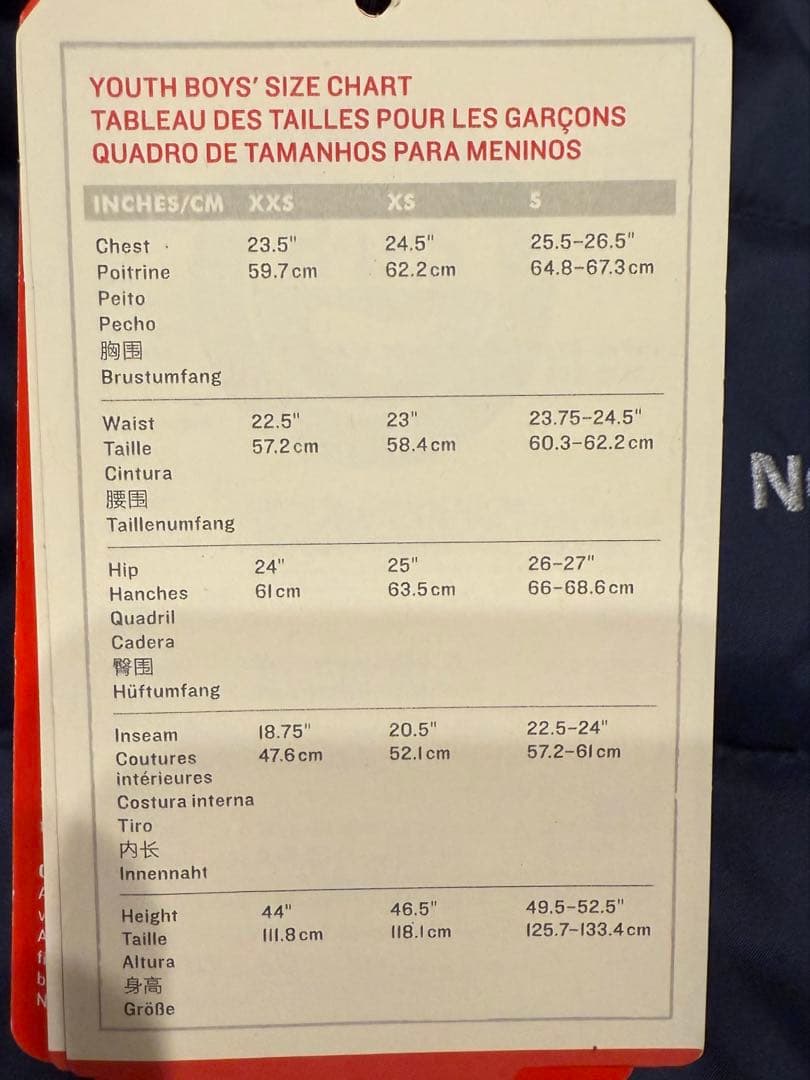 YOUTH BOYS' SIZE CHART
TABLEAU DES TAILLES POUR LES GARÇONS
QUADRO DE TAMANHOS PARA MENINOS
INCHES/CM XXS XS S
Chest 23.5" 24.5" 25.5-26.5"
Poitrine 59.7cm 62.2cm 64.8-67.3cm
Peito
Pecho
胸围
Brustumfang
Waist 22.5" 23" 23.75-24.5"
Taille 57.2cm 58.4cm 60.3-62.2cm
Cintura
腰围
Taillenumfang
Hip 24" 25" 26-27"
Hanches 61cm 63.5cm 66-68.6cm
Quadril
Cadera
臀围
Hüftumfang
Inseam 18.75" 20.5" 22.5-24"
Coutures 47.6cm 52.1cm 57.2-61cm
intérieures
Costura interna
Tiro
内长
Innennaht
Height 44" 46.5" 49.5-52.5"
Taille 111.8cm 118.1cm 125.7-133.4cm
Altura
身高
Größe